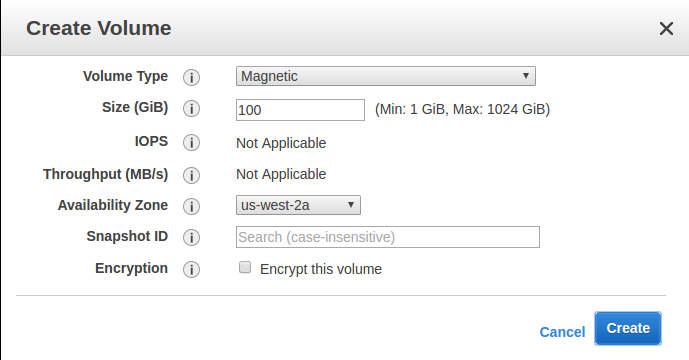 Create Volume
Volume Type Magnetic
Size (GiB) 100 (Min: 1 GiB, Max: 1024 GiB)
IOPS Not Applicable
Throughput (MB/s) Not Applicable
Availability Zone us-west-2a
Snapshot ID Search (case-insensitive)
Encryption Encrypt this volume
Cancel Create